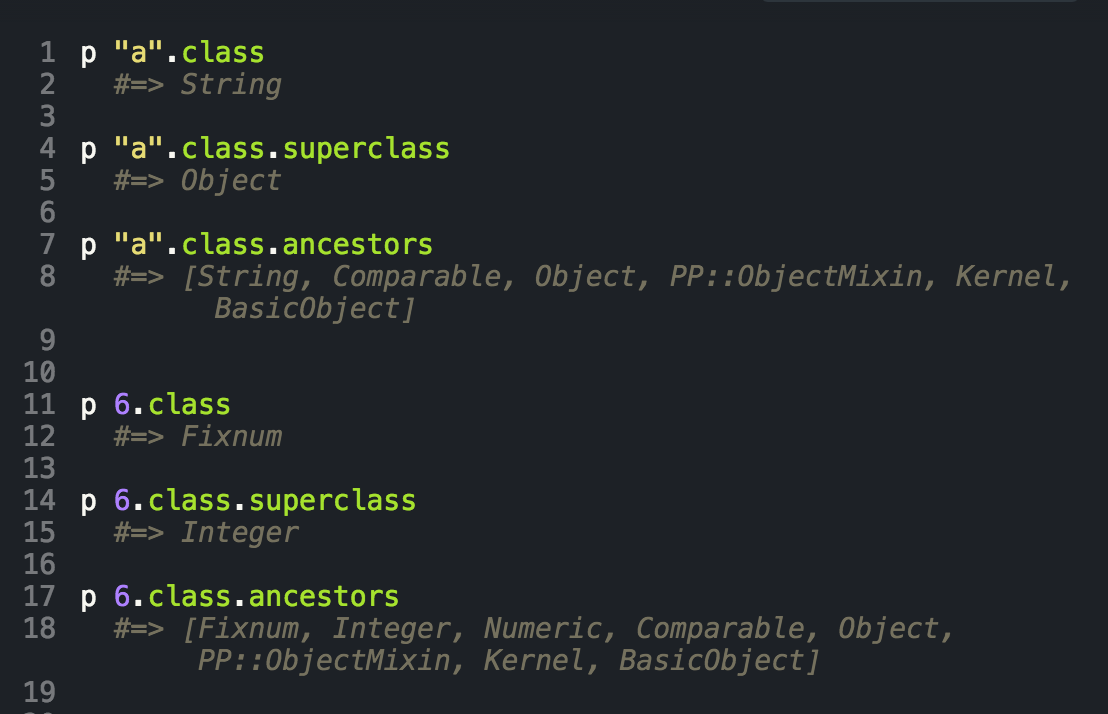 1 p "a".class
2   #=> String
3
4 p "a".class.superclass
5   #=> Object
6
7 p "a".class.ancestors
8   #=> [String, Comparable, Object, PP::ObjectMixin, Kernel,
        BasicObject]
9
10
11 p 6.class
12   #=> Fixnum
13
14 p 6.class.superclass
15   #=> Integer
16
17 p 6.class.ancestors
18   #=> [Fixnum, Integer, Numeric, Comparable, Object,
       PP::ObjectMixin, Kernel, BasicObject]
19